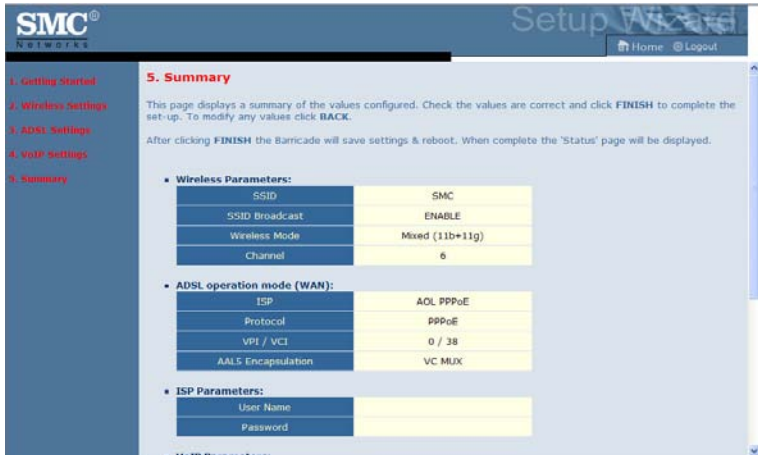 SMC®
Networks
Setup Wizard
Home Logout
1. Getting Started
2. Wireless Settings
3. ADSL Settings
4. VoIP Settings
5. Summary
5. Summary
This page displays a summary of the values configured. Check the values are correct and click FINISH to complete the
set-up. To modify any values click BACK.
After clicking FINISH the Barricade will save settings & reboot. When complete the 'Status' page will be displayed.
Wireless Parameters:
SSID SMC
SSID Broadcast ENABLE
Wireless Mode Mixed (11b+11g)
Channel 6
ADSL operation mode (WAN):
ISP AOL PPPoE
Protocol PPPoE
VPI / VCI 0 / 38
AAL5 Encapsulation VC MUX
ISP Parameters:
User Name
Password
VoIP Parameters: